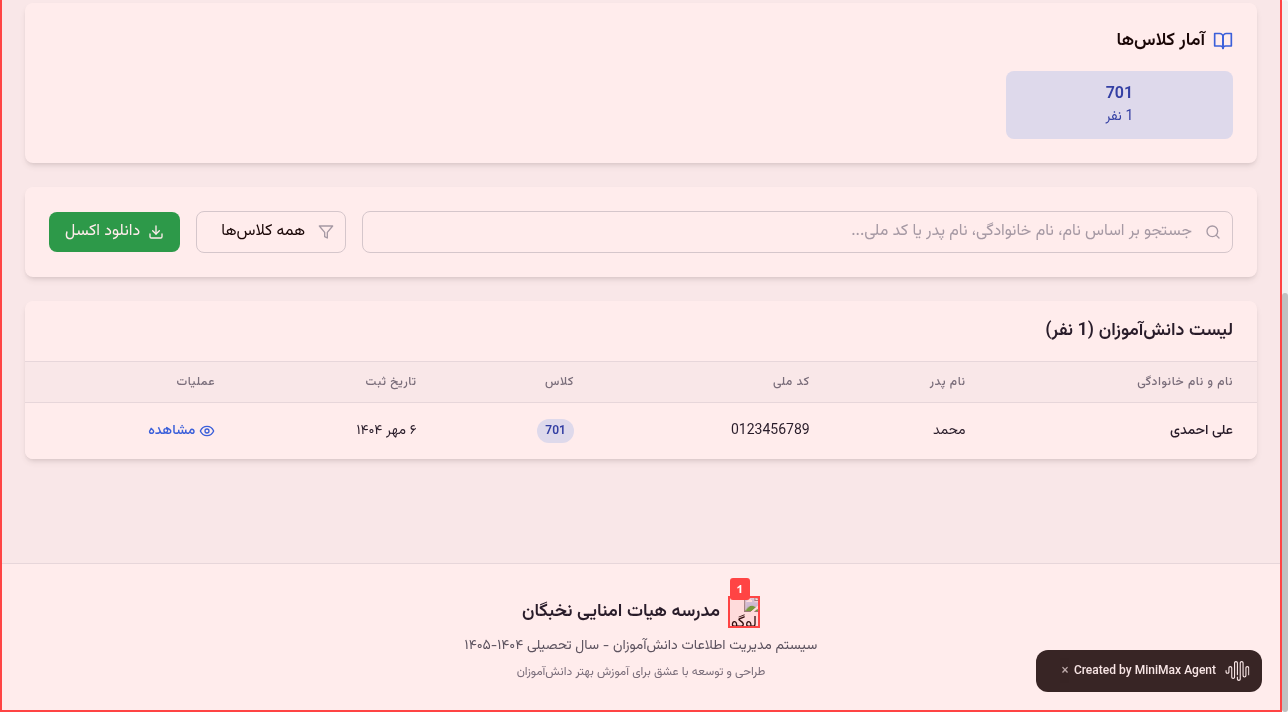 آمار کلاس‌ها
701
1 نفر
جستجو بر اساس نام، نام خانوادگی، نام پدر یا کد ملی...
همه کلاس‌ها
دانلود اکسل
لیست دانش‌آموزان (1 نفر)
نام و نام خانوادگی نام پدر کد ملی کلاس تاریخ ثبت عملیات
علی احمدی محمد 0123456789 701 ۶ مهر ۱۴۰۴ مشاهده
1
لوگو مدرسه هیات امنایی نخبگان
سیستم مدیریت اطلاعات دانش‌آموزان - سال تحصیلی ۱۴۰۴-۱۴۰۵
طراحی و توسعه با عشق برای آموزش بهتر دانش‌آموزان
× Created by MiniMax Agent